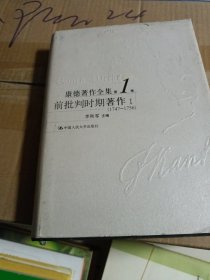 康德著作全集 第1卷
前批判时期著作 I
(1747-1756)
李秋零 主编
中国人民大学出版社
Kant